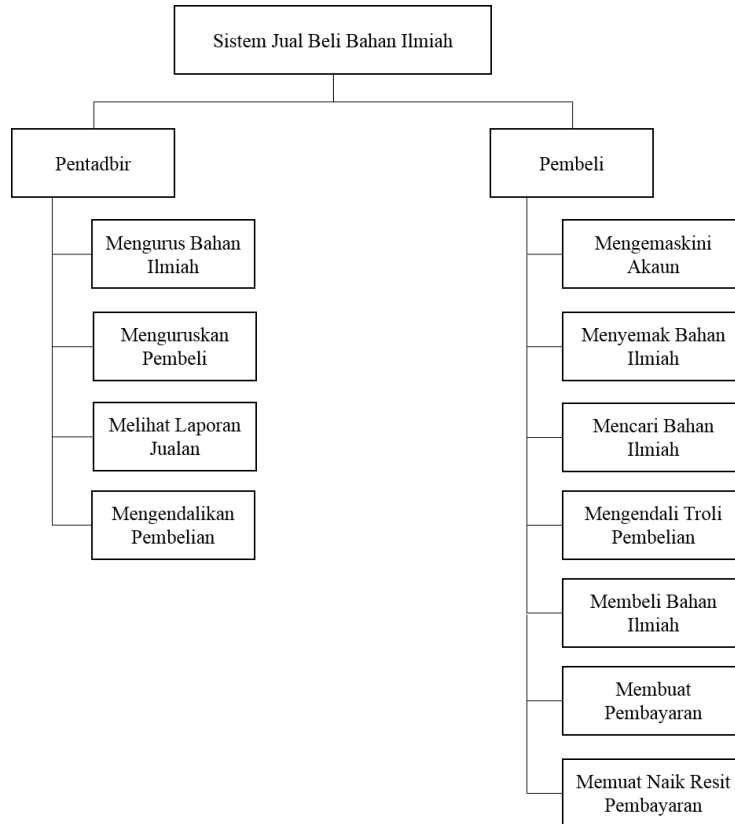 Sistem Jual Beli Bahan Ilmiah
Pentadbir
Pembeli
Mengurus Bahan
Ilmiah
Menguruskan
Pembeli
Melihat Laporan
Jualan
Mengendalikan
Pembelian
Mengemaskini
Akaun
Menyemak Bahan
Ilmiah
Mencari Bahan
Ilmiah
Mengendali Troli
Pembelian
Membeli Bahan
Ilmiah
Membuat
Pembayaran
Memuat Naik Resit
Pembayaran